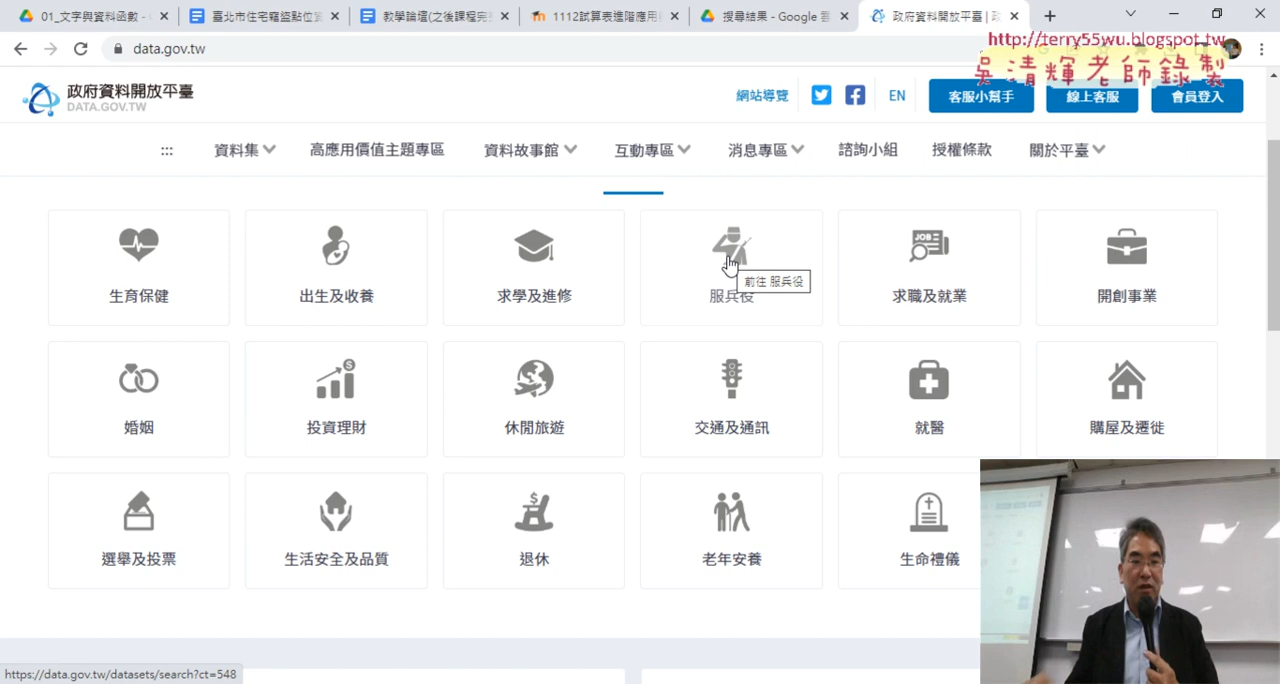 01_文字與資料函數 -
臺北市住宅竊盜點位資
教學論壇(之後課程完
1112試算表進階應用
搜尋結果 - Google 雲
政府資料開放平臺 | 政
data.gov.tw
http://terry55wu.blogspot.tw
吳清輝老師錄製
政府資料開放平臺
DATA.GOV.TW
網站導覽
EN
客服小幫手
線上客服
會員登入
資料集
高應用價值主題專區
資料故事館
互動專區
消息專區
諮詢小組
授權條款
關於平臺
生育保健
出生及收養
求學及進修
服兵役
前往 服兵役
JOB
求職及就業
開創事業
婚姻
投資理財
休閒旅遊
交通及通訊
就醫
購屋及遷徙
選舉及投票
生活安全及品質
退休
老年安養
生命禮儀
https://data.gov.tw/datasets/search?ct=548